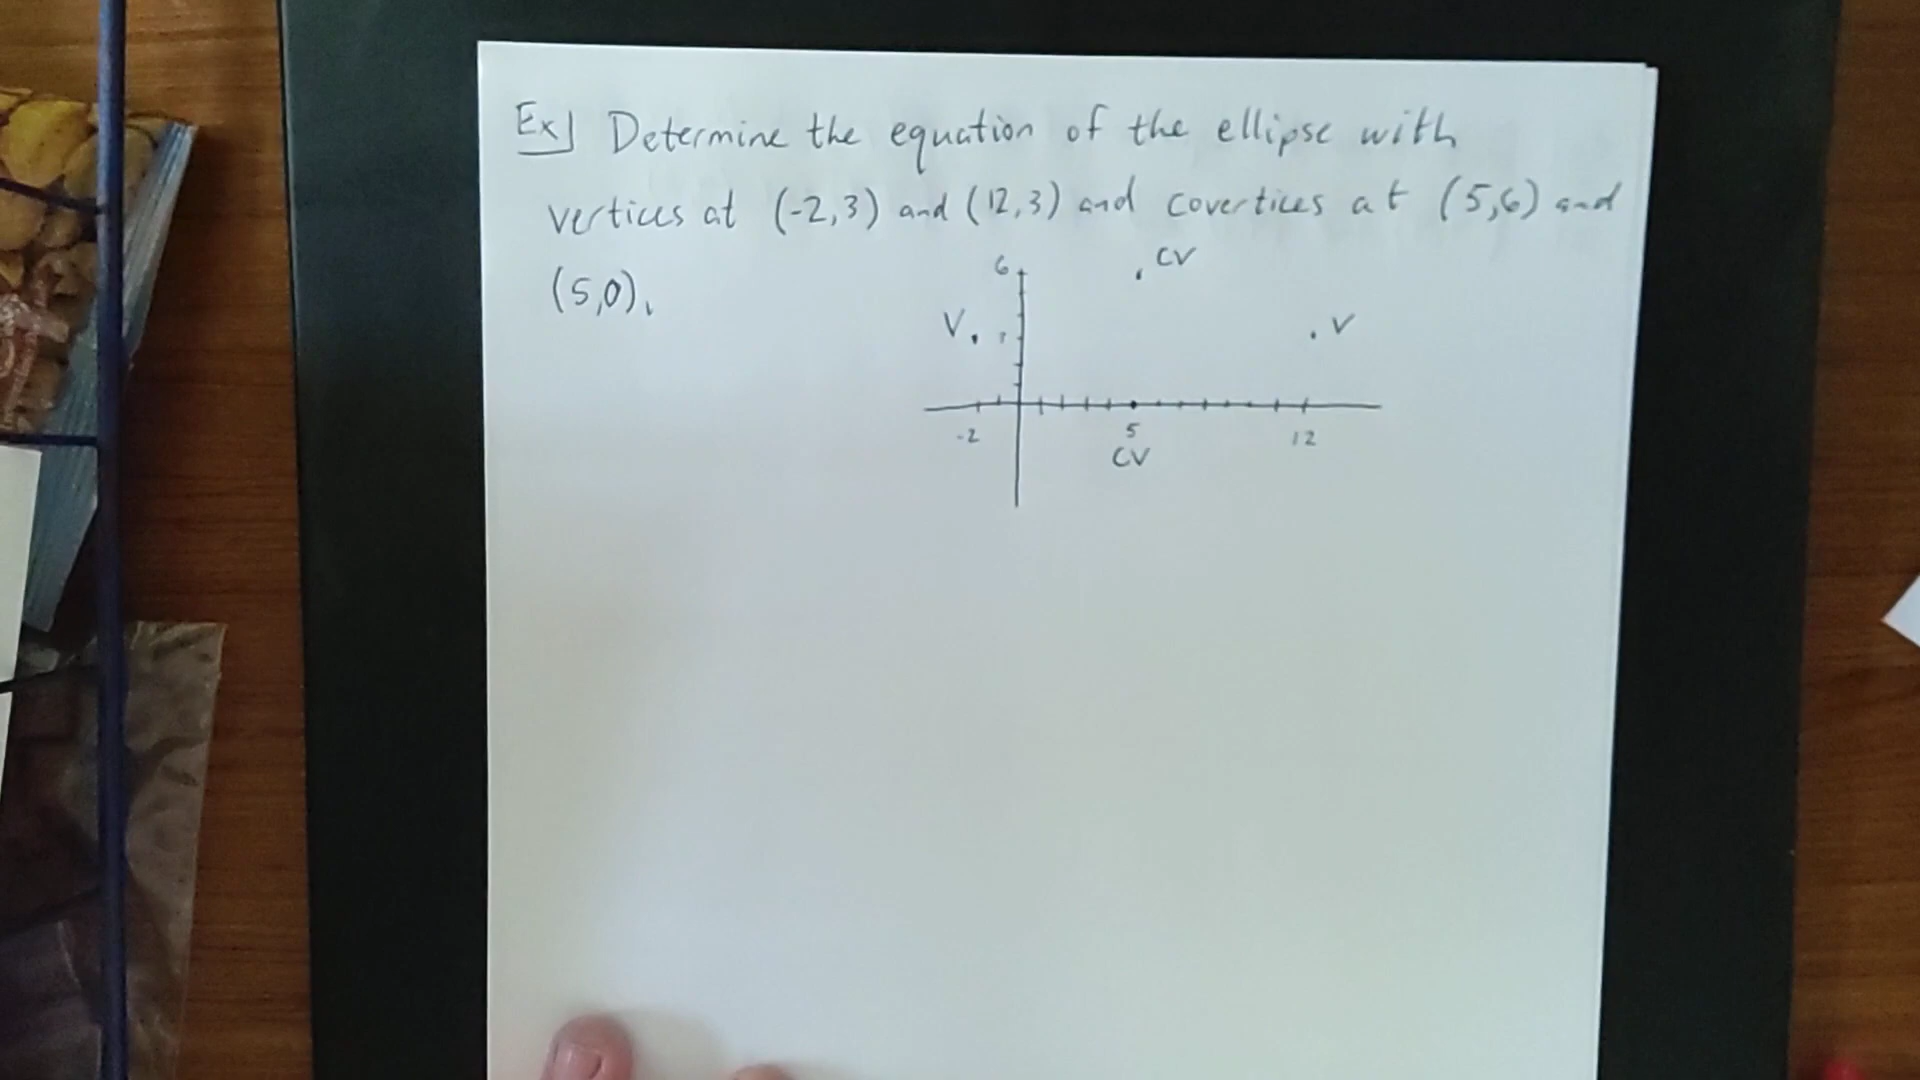 Ex] Determine the equation of the ellipse with
vertices at (-2,3) and (12,3) and covertices at (5,6) and
(5,0).
6
CV
V
V
-2
5
12
CV